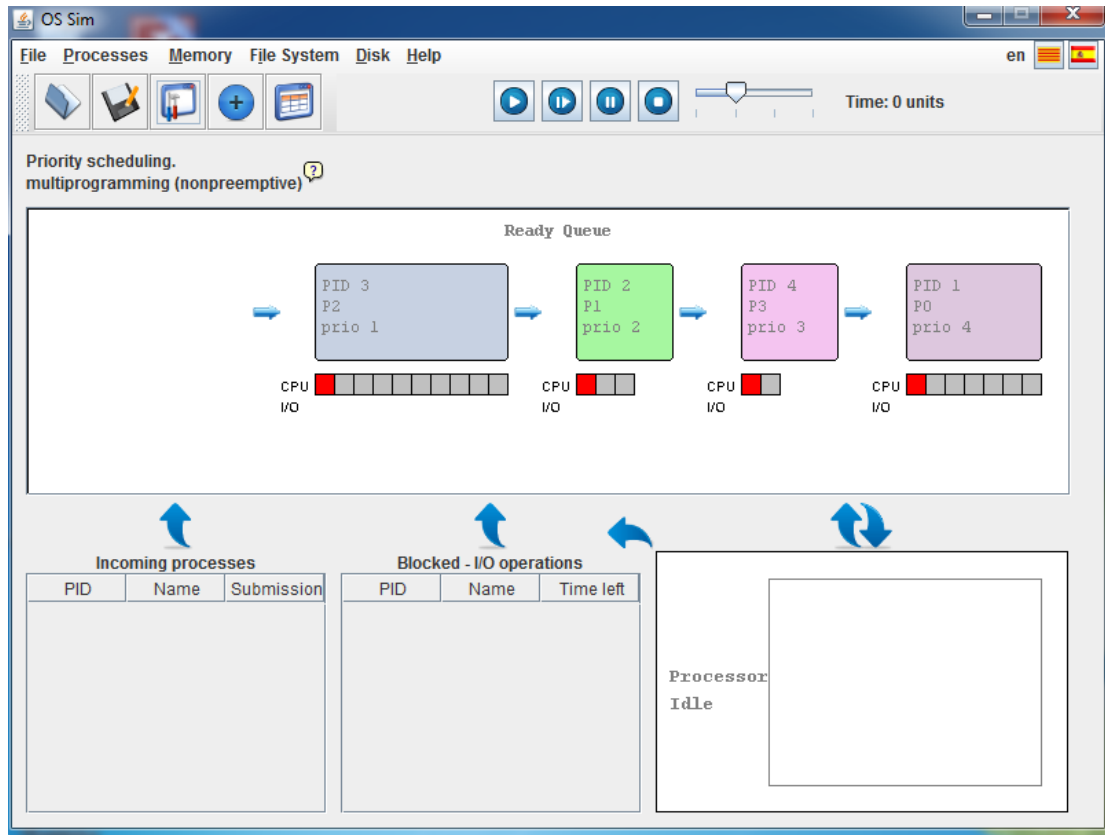 OS Sim
File Processes Memory File System Disk Help en
Time: 0 units
Priority scheduling.
multiprogramming (nonpreemptive) ?
Ready Queue
PID 3
P2
prio 1
CPU
I/O
PID 2
P1
prio 2
CPU
I/O
PID 4
P3
prio 3
CPU
I/O
PID 1
P0
prio 4
CPU
I/O
Incoming processes
PID Name Submission
Blocked - I/O operations
PID Name Time left
Processor
Idle